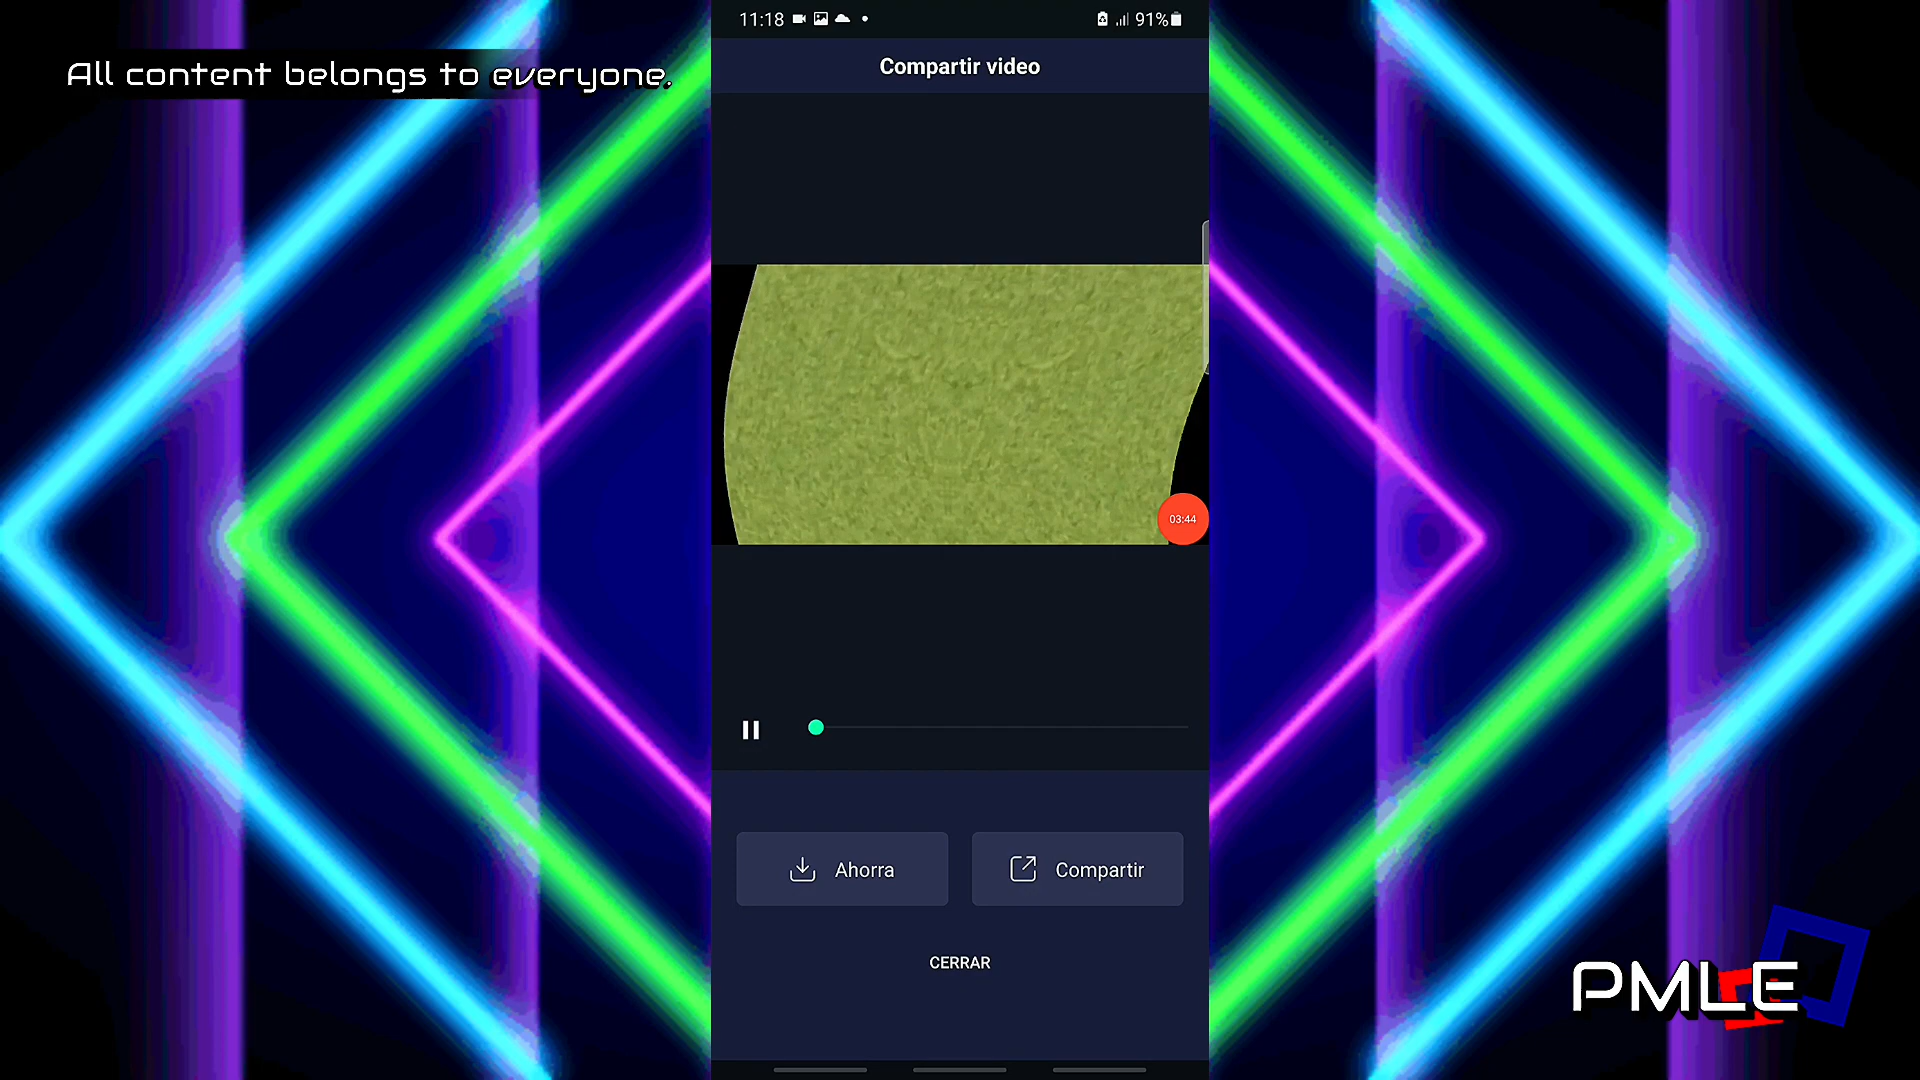 All content belongs to everyone.
11:18
91%
Compartir video
03:44
Ahorra
Compartir
CERRAR
PMLE